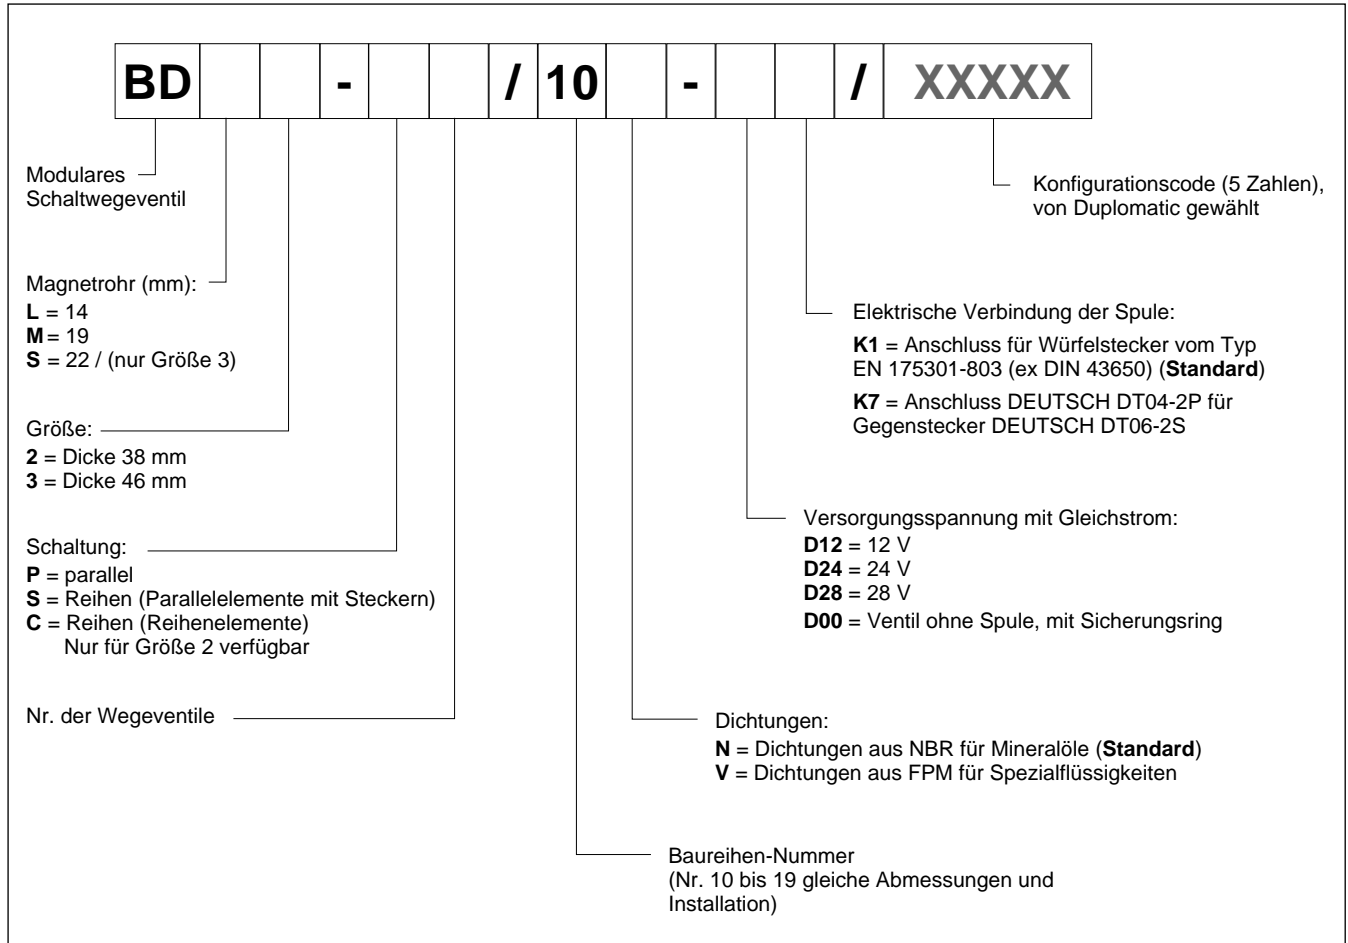 BD - / 10 - / XXXXX
Modulares
Schaltwegeventil
Konfigurationscode (5 Zahlen),
von Duplomatic gewählt
Magnetrohr (mm):
L = 14
M = 19
S = 22 / (nur Größe 3)
Elektrische Verbindung der Spule:
K1 = Anschluss für Würfelstecker vom Typ
EN 175301-803 (ex DIN 43650) (Standard)
K7 = Anschluss DEUTSCH DT04-2P für
Gegenstecker DEUTSCH DT06-2S
Größe:
2 = Dicke 38 mm
3 = Dicke 46 mm
Versorgungsspannung mit Gleichstrom:
D12 = 12 V
D24 = 24 V
D28 = 28 V
D00 = Ventil ohne Spule, mit Sicherungsring
Schaltung:
P = parallel
S = Reihen (Parallelelemente mit Steckern)
C = Reihen (Reihenelemente)
Nur für Größe 2 verfügbar
Nr. der Wegeventile
Dichtungen:
N = Dichtungen aus NBR für Mineralöle (Standard)
V = Dichtungen aus FPM für Spezialflüssigkeiten
Baureihen-Nummer
(Nr. 10 bis 19 gleiche Abmessungen und
Installation)